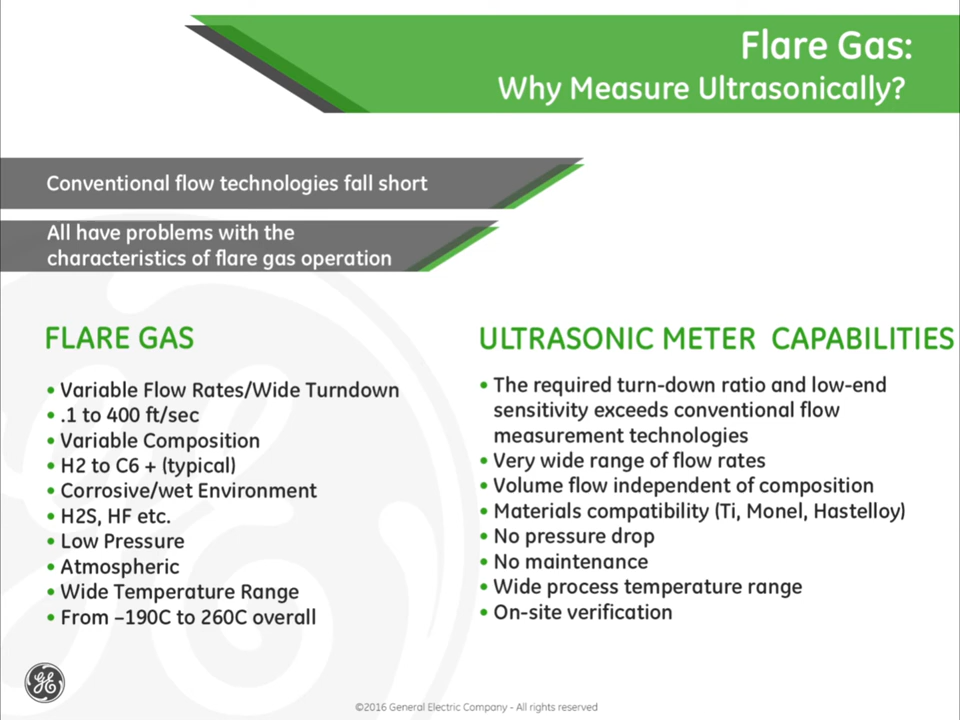 Flare Gas:
Why Measure Ultrasonically?
Conventional flow technologies fall short
All have problems with the
characteristics of flare gas operation
FLARE GAS
• Variable Flow Rates/Wide Turndown
• .1 to 400 ft/sec
• Variable Composition
• H2 to C6 + (typical)
• Corrosive/wet Environment
• H2S, HF etc.
• Low Pressure
• Atmospheric
• Wide Temperature Range
• From –190C to 260C overall
ULTRASONIC METER CAPABILITIES
• The required turn-down ratio and low-end
sensitivity exceeds conventional flow
measurement technologies
• Very wide range of flow rates
• Volume flow independent of composition
• Materials compatibility (Ti, Monel, Hastelloy)
• No pressure drop
• No maintenance
• Wide process temperature range
• On-site verification
GE
©2016 General Electric Company - All rights reserved